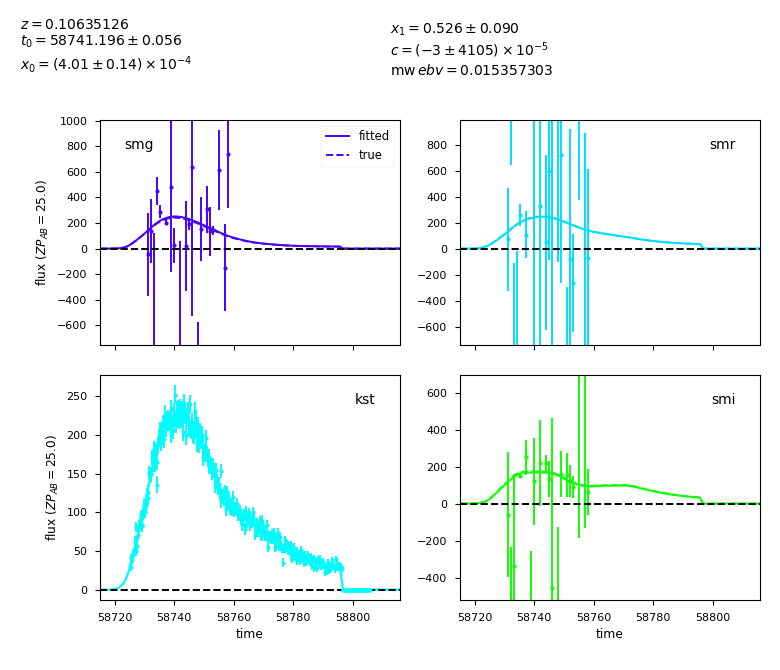 z = 0.10635126
t₀ = 58741.196 ± 0.056
x₀ = (4.01 ± 0.14) × 10⁻⁴
x₁ = 0.526 ± 0.090
c = (−3 ± 4105) × 10⁻⁵
mw ebv = 0.015357303
smg
fitted
true
1000
800
600
400
200
0
−200
−400
−600
flux (ZP_AB = 25.0)
smr
800
600
400
200
0
−200
−400
−600
kst
250
200
150
100
50
0
flux (ZP_AB = 25.0)
58720 58740 58760 58780 58800
time
smi
600
400
200
0
−200
−400
58720 58740 58760 58780 58800
time